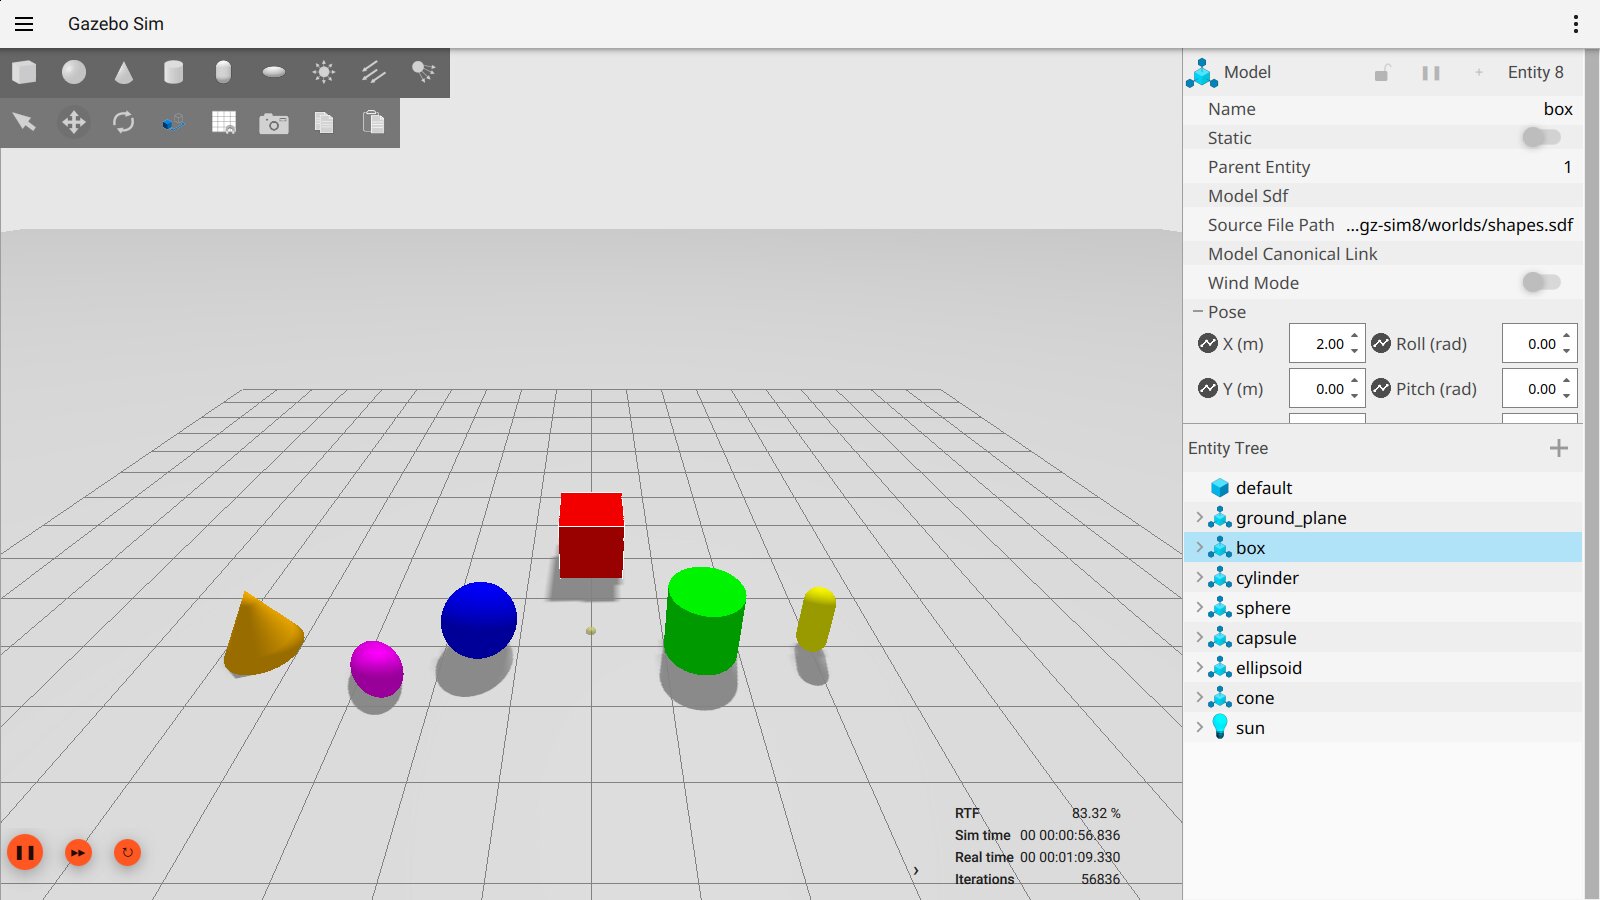 Gazebo Sim
Model Entity 8
Name box
Static
Parent Entity 1
Model Sdf
Source File Path ...gz-sim8/worlds/shapes.sdf
Model Canonical Link
Wind Mode
Pose
X (m) 2.00 Roll (rad) 0.00
Y (m) 0.00 Pitch (rad) 0.00
Entity Tree
default
ground_plane
box
cylinder
sphere
capsule
ellipsoid
cone
sun
RTF 83.32 %
Sim time 00 00:00:56.836
Real time 00 00:01:09.330
Iterations 56836